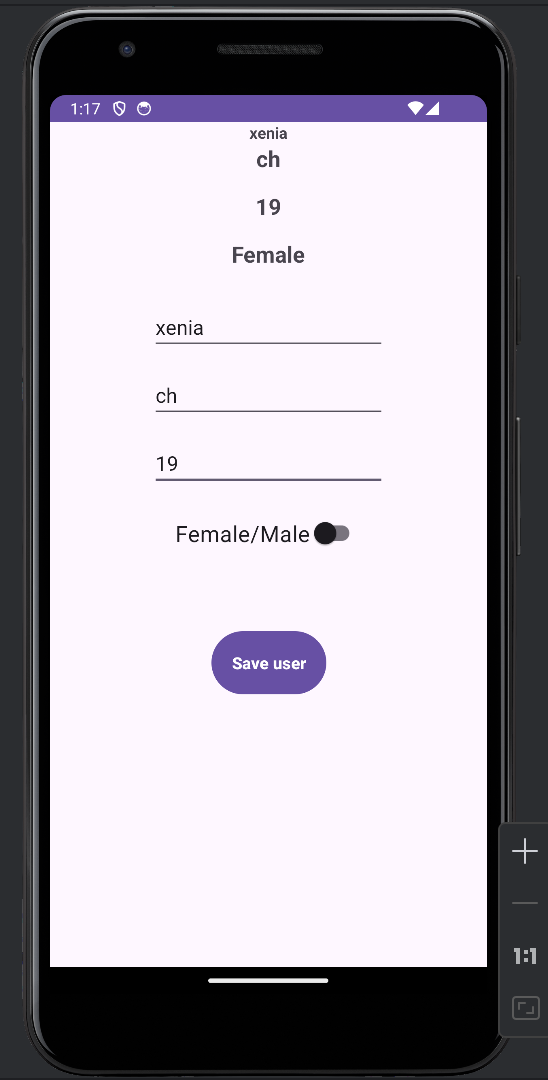 1:17
xenia
ch
19
Female
xenia
ch
19
Female/Male
Save user
1:1